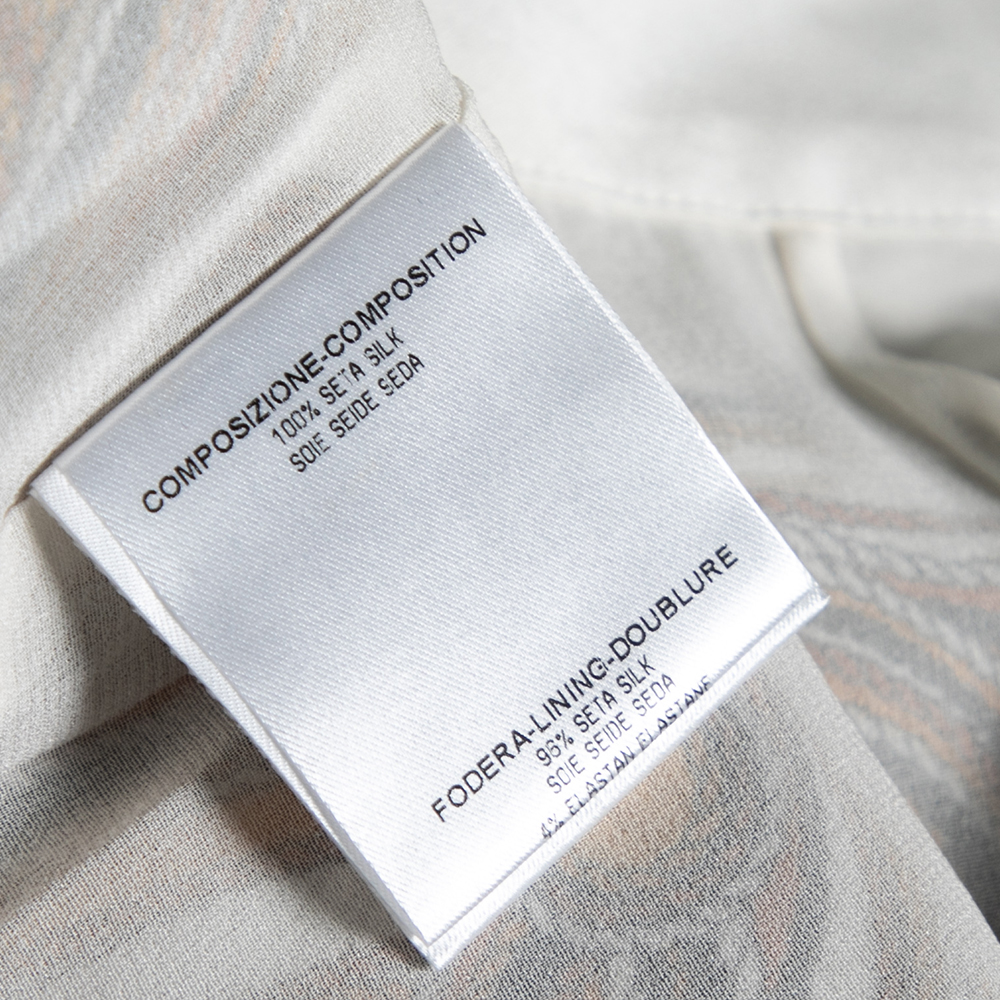 COMPOSIZIONE-COMPOSITION
100% SETA SILK
SOIE SEIDE SEDA
FODERA-LINING-DOUBLURE
96% SETA SILK
SOIE SEIDE SEDA
4% ELASTAN ELASTANE